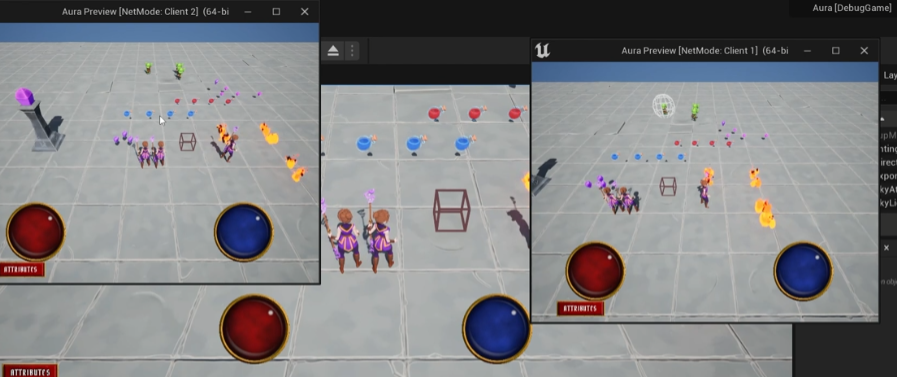 Aura Preview [NetMode: Client 2] (64-bi
Aura [DebugGame]
Aura Preview [NetMode: Client 1] (64-bi
Lay
ATTRIBUTES
ATTRIBUTES
ATTRIBUTES